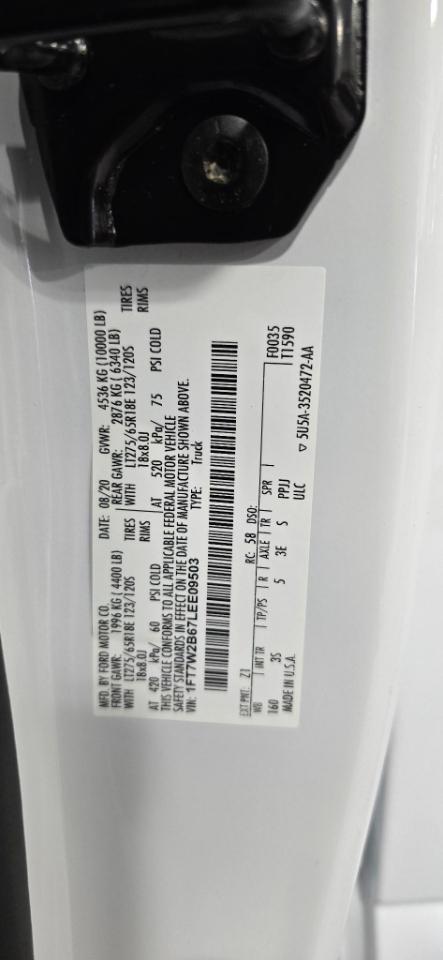 MFD. BY FORD MOTOR CO.
DATE: 08/20 GVWR: 4536 KG (10000 LB)
FRONT GAWR: 1996 KG ( 4400 LB) REAR GAWR: 2876 KG ( 6340 LB)
WITH LT275/65R18E 123/120S TIRES WITH LT275/65R18E 123/120S TIRES
18x8.0J RIMS 18x8.0J RIMS
AT 420 kPa/ 60 PSI COLD AT 520 kPa/ 75 PSI COLD
THIS VEHICLE CONFORMS TO ALL APPLICABLE FEDERAL MOTOR VEHICLE
SAFETY STANDARDS IN EFFECT ON THE DATE OF MANUFACTURE SHOWN ABOVE.
VIN: 1FT7W2B67LEE09503 TYPE: Truck
EXT PNT: Z1 RC: 58 DSO:
WB INT TR TP/PS R AXLE TR SPR F0035
160 3S 5 3E S PPJJ T1590
MADE IN U.S.A. ULC
▽ 5U5A-3520472-AA